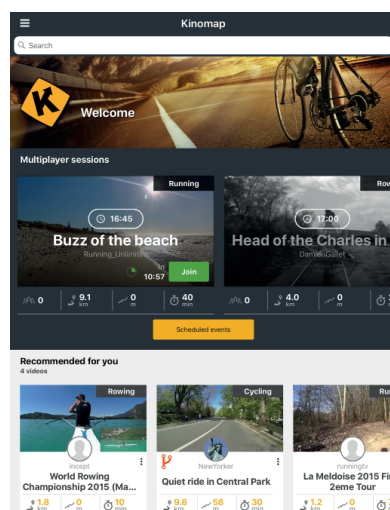 Kinomap
Search
Welcome
Multiplayer sessions
Running
16:45
Buzz of the beach
Running_Unlimited
in
10:57
Join
0
9.1
km
0
m
40
min
17:00
Head of the Charles in
DamienGallet
0
4.0
km
0
m
Scheduled events
Recommended for you
4 videos
Rowing
incept
World Rowing
Championship 2015 (Ma...
1.8
km
0
m
10
min
Cycling
NewYorker
Quiet ride in Central Park
9.8
km
58
m
30
min
runningtv
La Meldoise 2015
2eme Tour
1.2
km
0
m